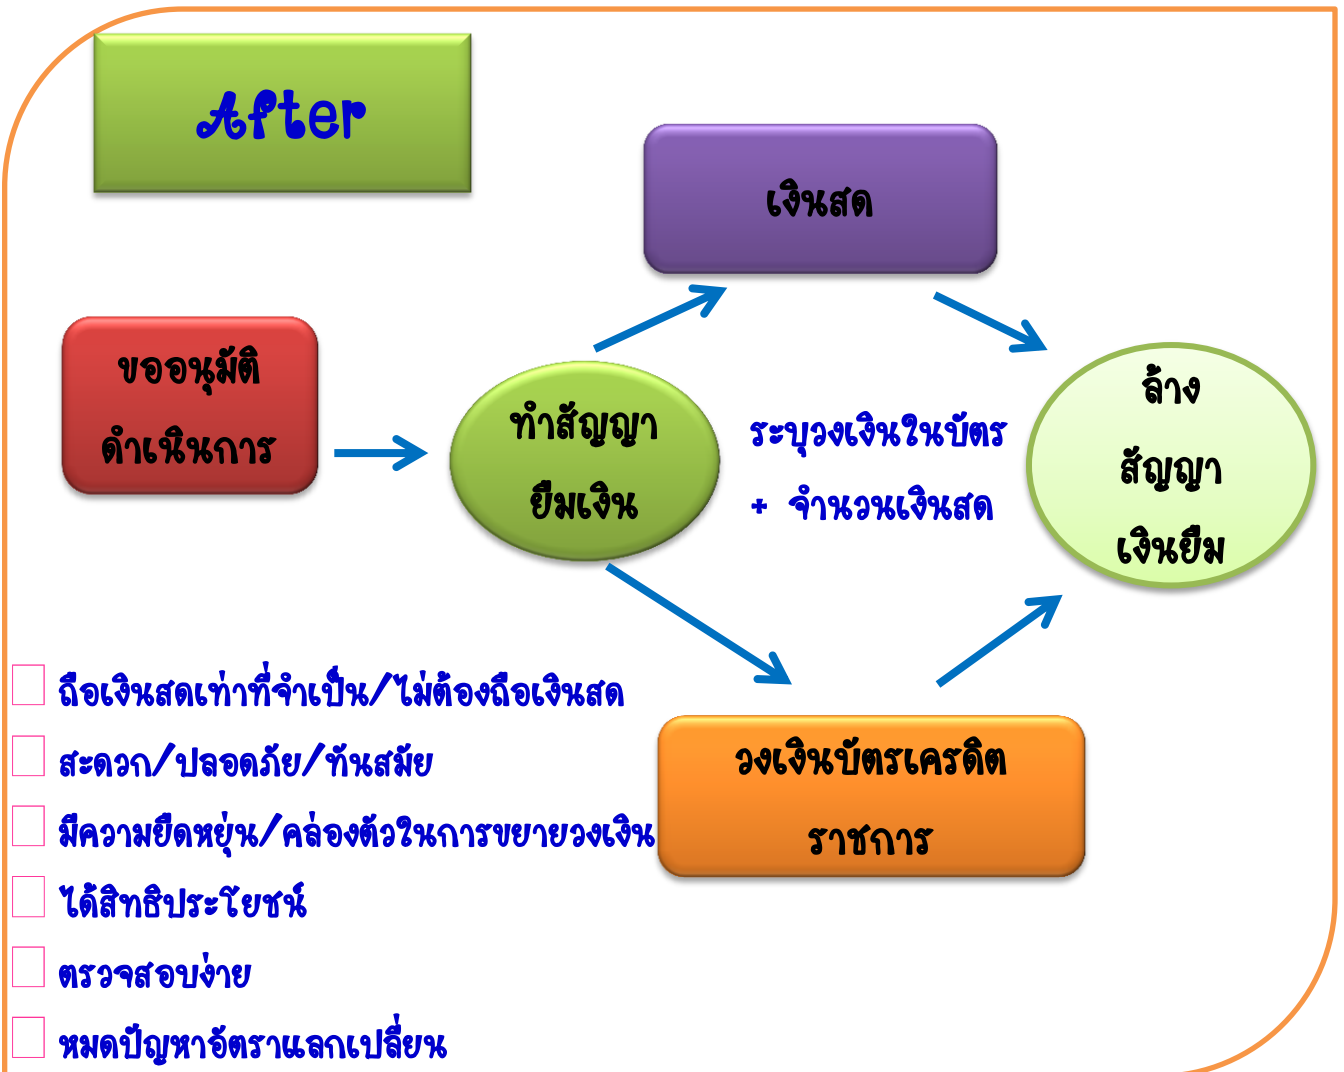 After
เงินสด
ขออนุมัติ
ดำเนินการ
ทำสัญญา
ยืมเงิน
ระบุวงเงินในบัตร
+ จำนวนเงินสด
ล้าง
สัญญา
เงินยืม
วงเงินบัตรเครดิต
ราชการ
ถือเงินสดเท่าที่จำเป็น/ไม่ต้องถือเงินสด
สะดวก/ปลอดภัย/ทันสมัย
มีความยืดหยุ่น/คล่องตัวในการขยายวงเงิน
ได้สิทธิประโยชน์
ตรวจสอบง่าย
หมดปัญหาอัตราแลกเปลี่ยน